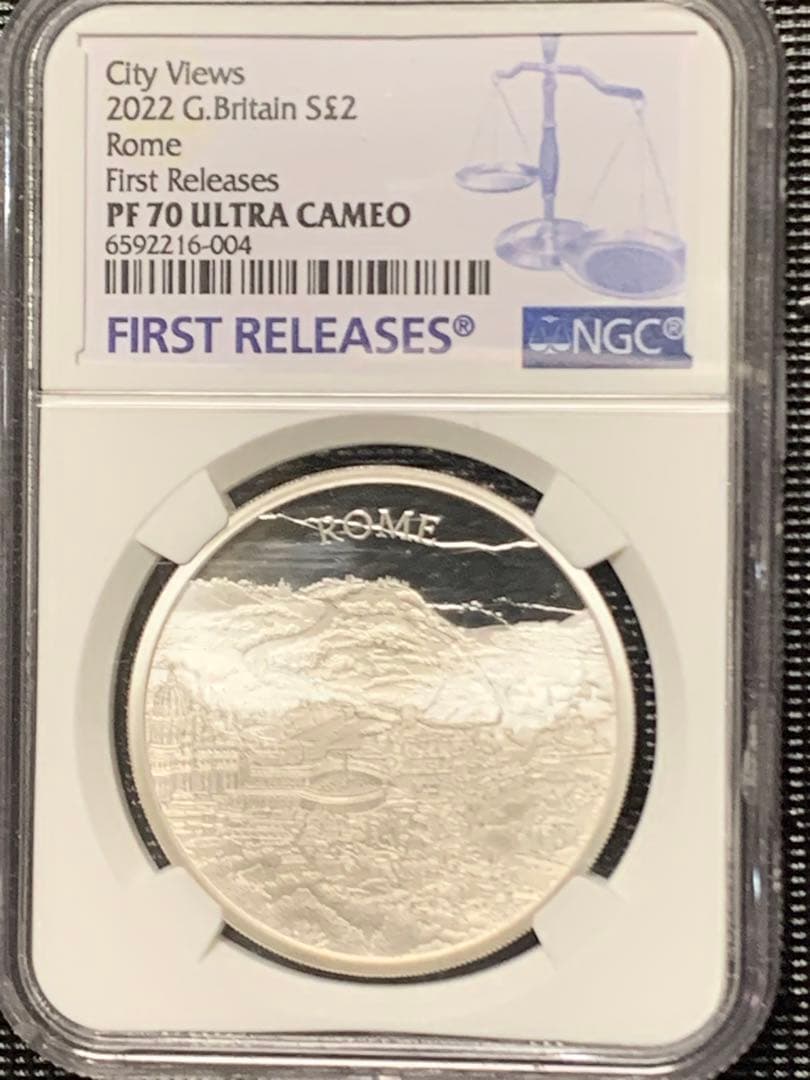 City Views
2022 G.Britain S£2
Rome
First Releases
PF 70 ULTRA CAMEO
6592216-004
FIRST RELEASES®
NGC®
ROME